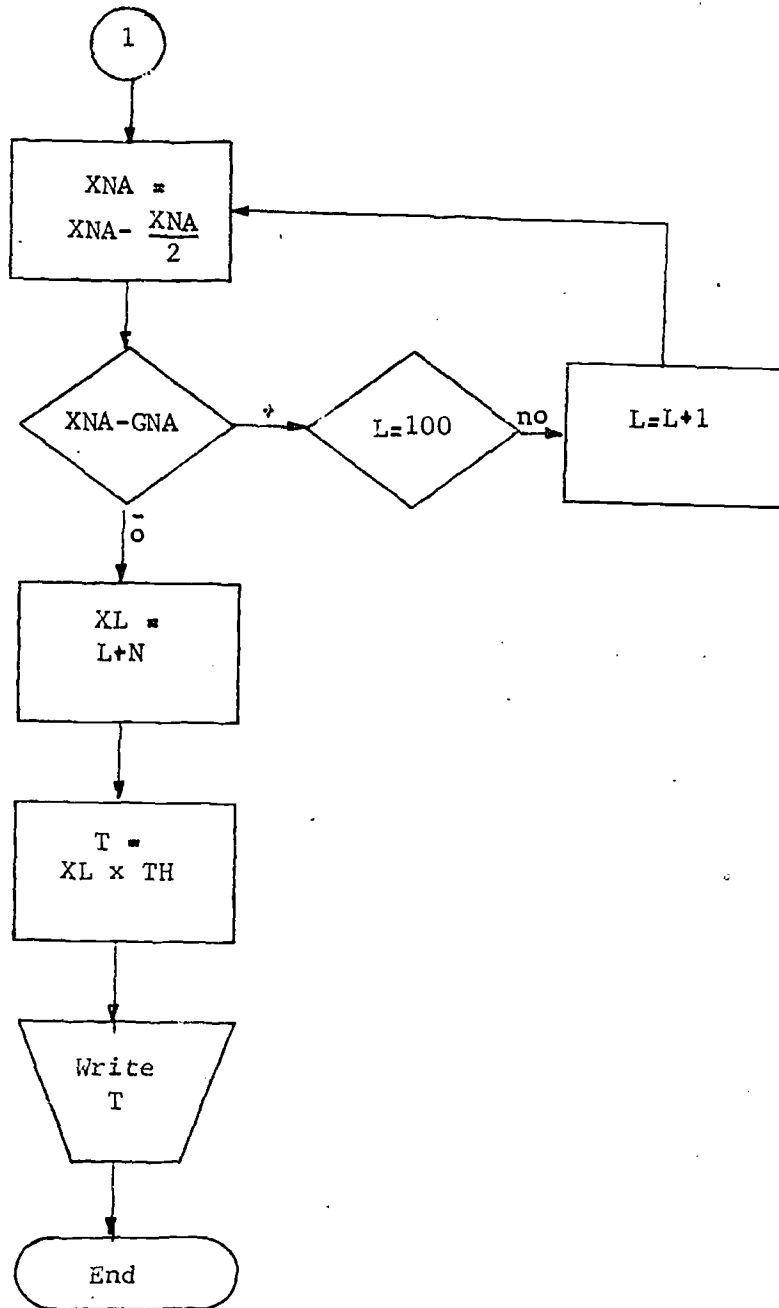 1
XNA =
XNA- XNA
2
XNA-GNA
+
L=100
no
L=L+1
-
o
XL =
L+N
T =
XL x TH
Write
T
End